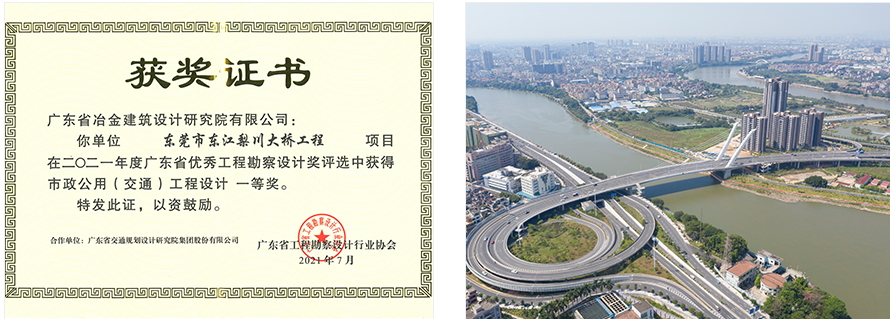 获奖证书
广东省冶金建筑设计研究院有限公司：
你单位 东莞市东江梨川大桥工程 项目
在二〇二一年度广东省优秀工程勘察设计奖评选中获得
市政公用（交通）工程设计 一等奖。
特发此证，以资鼓励。
合作单位：广东省交通规划设计研究院集团股份有限公司
广东省工程勘察设计行业协会
2021年7月